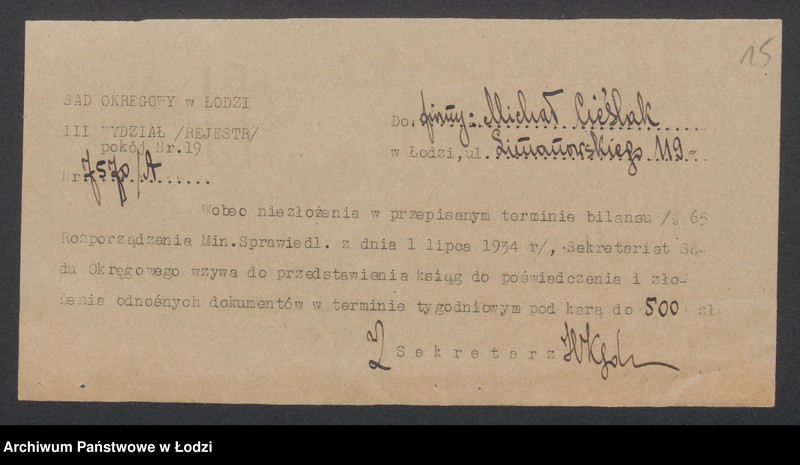 15
SĄD OKRĘGOWY w ŁODZI
III WYDZIAŁ /REJESTR/
pokój Nr.19
Nr.
Do. firmy: Michał Cieślak
w Łodzi, ul. Limanowskiego 119
Wobec niezłożenia w przepisanym terminie bilansu /§ 65
Rozporządzenia Min.Sprawiedl. z dnia 1 lipca 1934 r/, Sekretariat Są-
du Okręgowego wzywa do przedstawienia ksiąg do poświadczenia i zło-
żenia odnośnych dokumentów w terminie tygodniowym pod karą do 500 zł
Sekretarz
Archiwum Państwowe w Łodzi